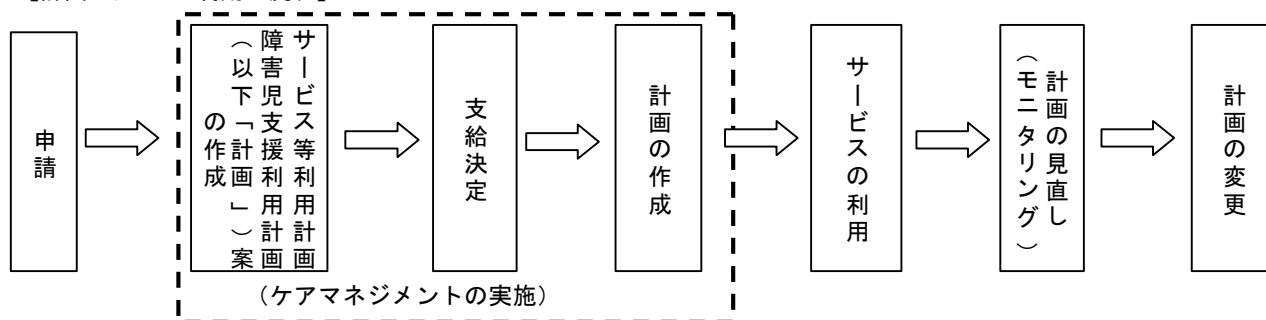 申請
サービス等利用計画
障害児支援利用計画
（以下「計画」）案
の作成
支給決定
計画の作成
（ケアマネジメントの実施）
サービスの利用
計画の見直し
（モニタリング）
計画の変更